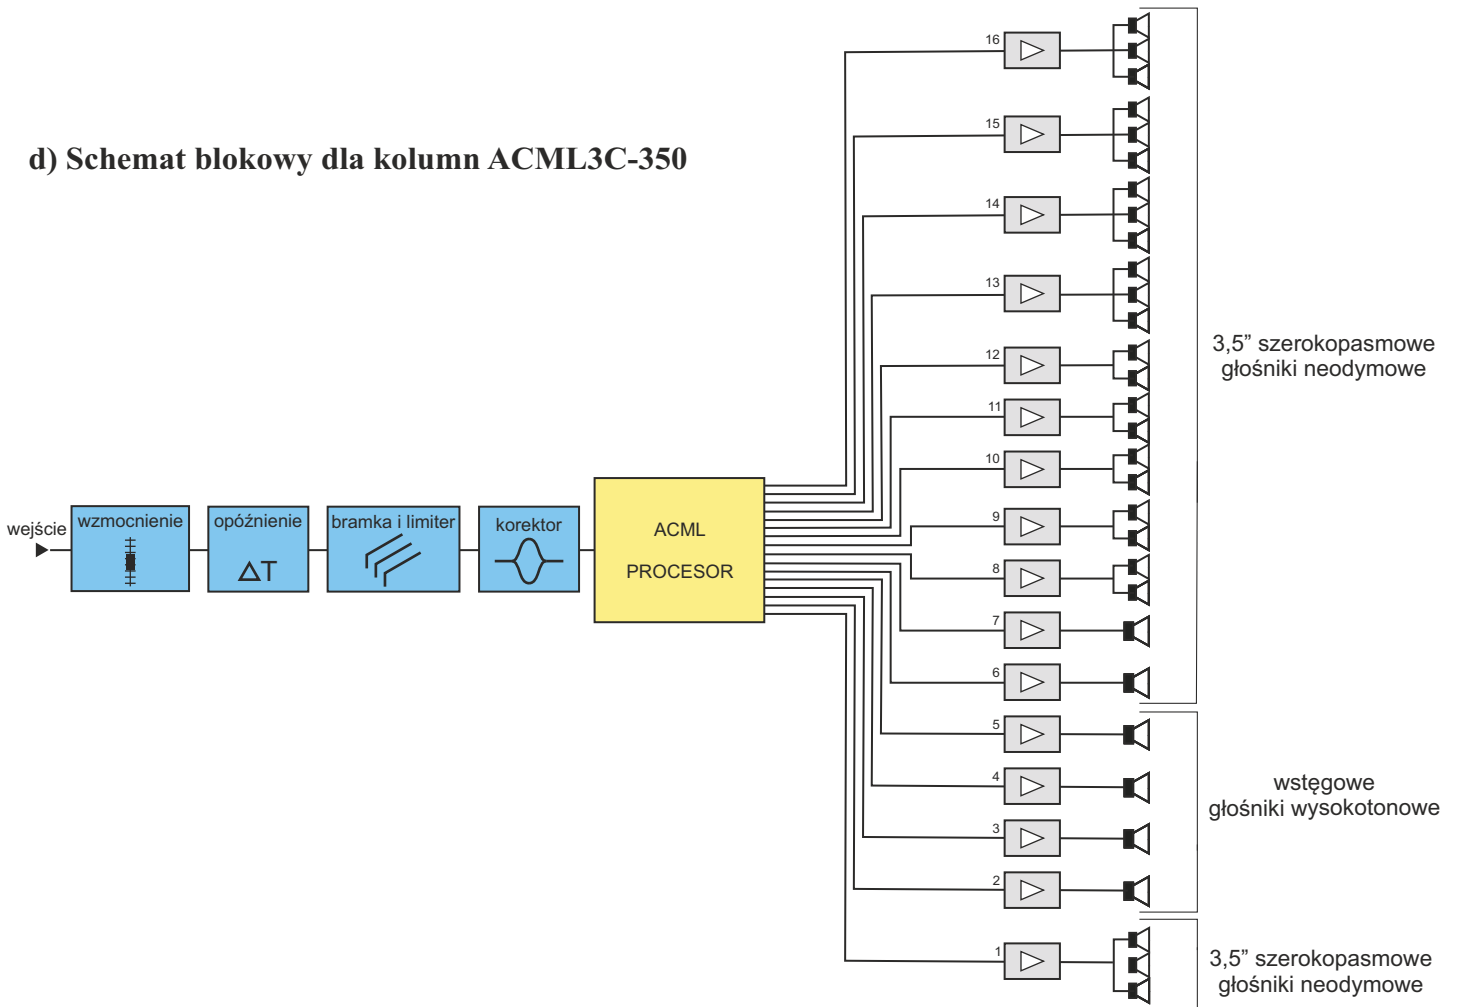 d) Schemat blokowy dla kolumn ACML3C-350
wejście
wzmocnienie
opóźnienie
ΔT
bramka i limiter
korektor
ACML
PROCESOR
16
15
14
13
12
11
10
9
8
7
6
5
4
3
2
1
3,5” szerokopasmowe
głośniki neodymowe
wstęgowe
głośniki wysokotonowe
3,5” szerokopasmowe
głośniki neodymowe